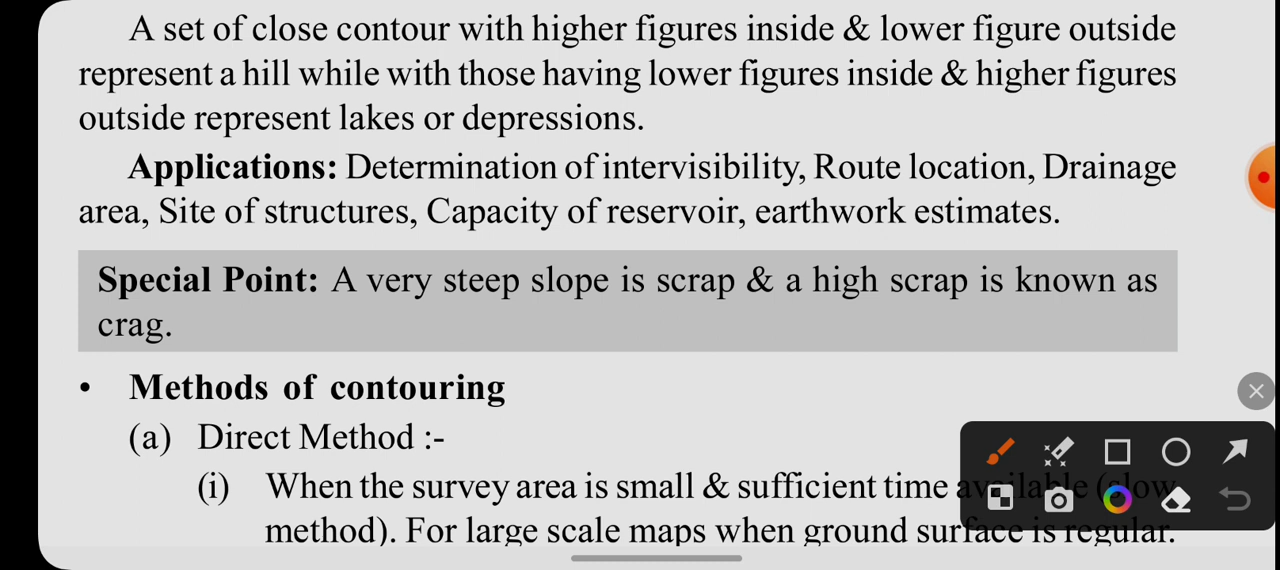 A set of close contour with higher figures inside & lower figure outside
represent a hill while with those having lower figures inside & higher figures
outside represent lakes or depressions.
Applications: Determination of intervisibility, Route location, Drainage
area, Site of structures, Capacity of reservoir, earthwork estimates.
Special Point: A very steep slope is scrap & a high scrap is known as
crag.
• Methods of contouring
(a) Direct Method :-
(i) When the survey area is small & sufficient time available (slow
method). For large scale maps when ground surface is regular.